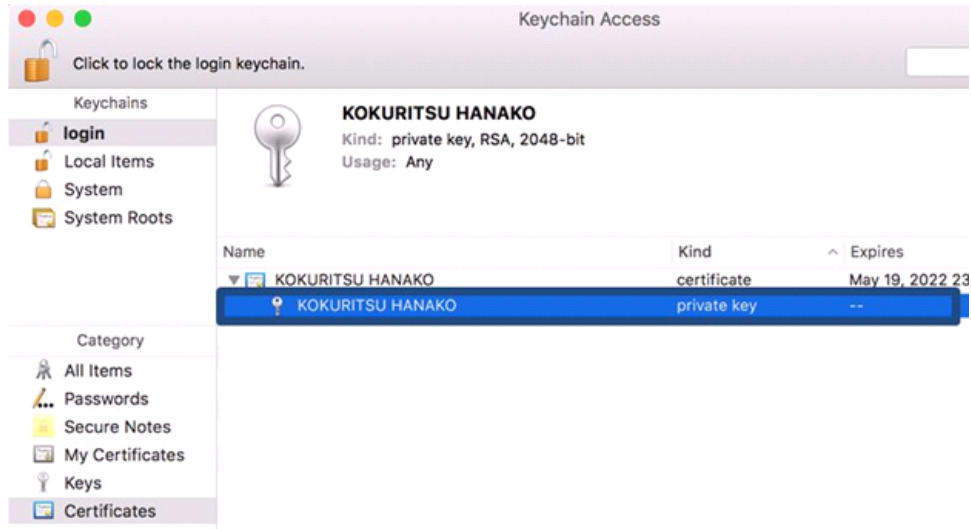 Keychain Access
Click to lock the login keychain.
Keychains
login
Local Items
System
System Roots
KOKURITSU HANAKO
Kind: private key, RSA, 2048-bit
Usage: Any
Name Kind Expires
KOKURITSU HANAKO certificate May 19, 2022 23
KOKURITSU HANAKO private key --
Category
All Items
Passwords
Secure Notes
My Certificates
Keys
Certificates